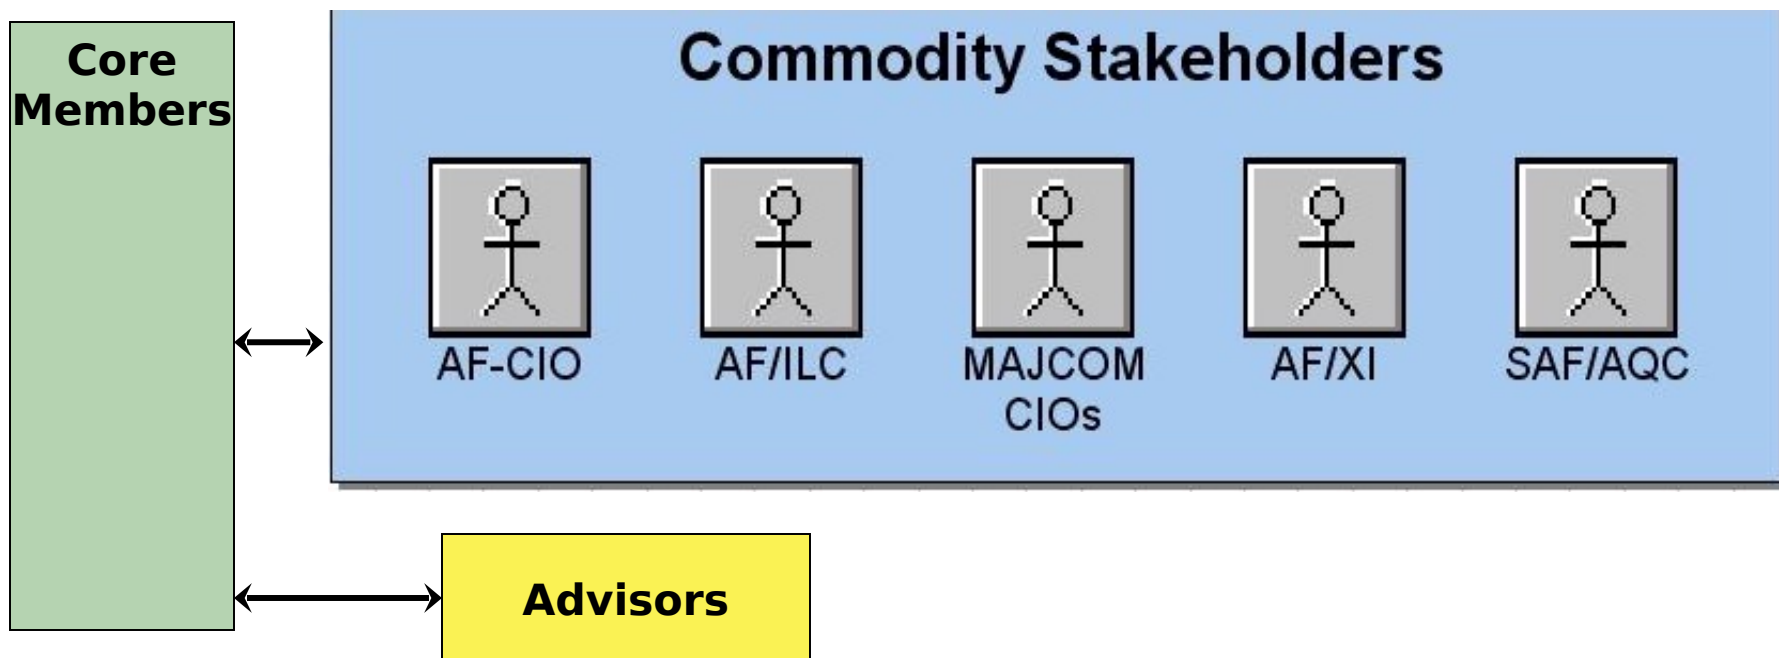 Core
Members
Commodity Stakeholders
AF-CIO
AF/ILC
MAJCOM
CIOs
AF/XI
SAF/AQC
Advisors